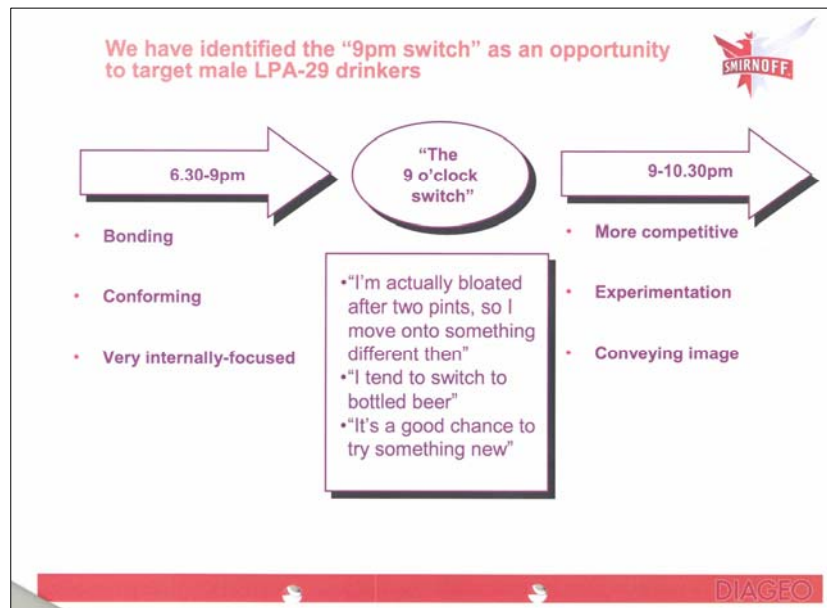 We have identified the “9pm switch” as an opportunity
to target male LPA-29 drinkers
SMIRNOFF
6.30-9pm
“The
9 o’clock
switch”
9-10.30pm
• Bonding
• Conforming
• Very internally-focused
•“I’m actually bloated
after two pints, so I
move onto something
different then”
•“I tend to switch to
bottled beer”
•“It’s a good chance to
try something new”
• More competitive
• Experimentation
• Conveying image
DIAGEO